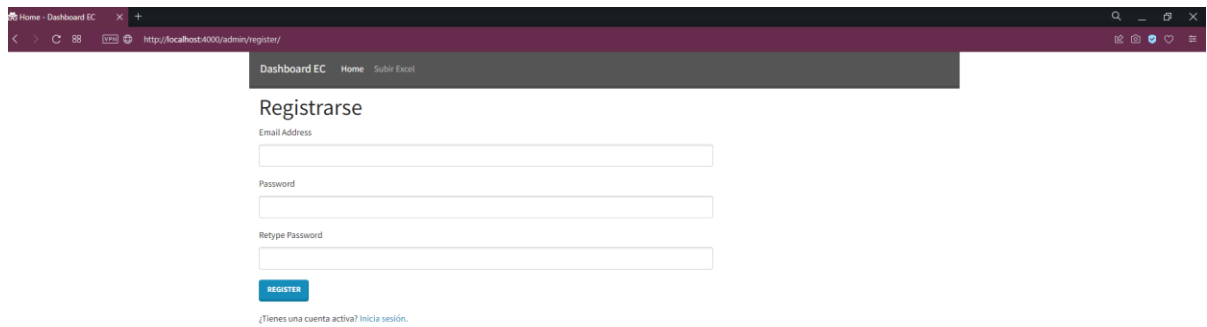 Home - Dashboard EC
VPN http://localhost:4000/admin/register/
Dashboard EC Home Subir Excel
Registrarse
Email Address
Password
Retype Password
REGISTER
¿Tienes una cuenta activa? Inicia sesión.